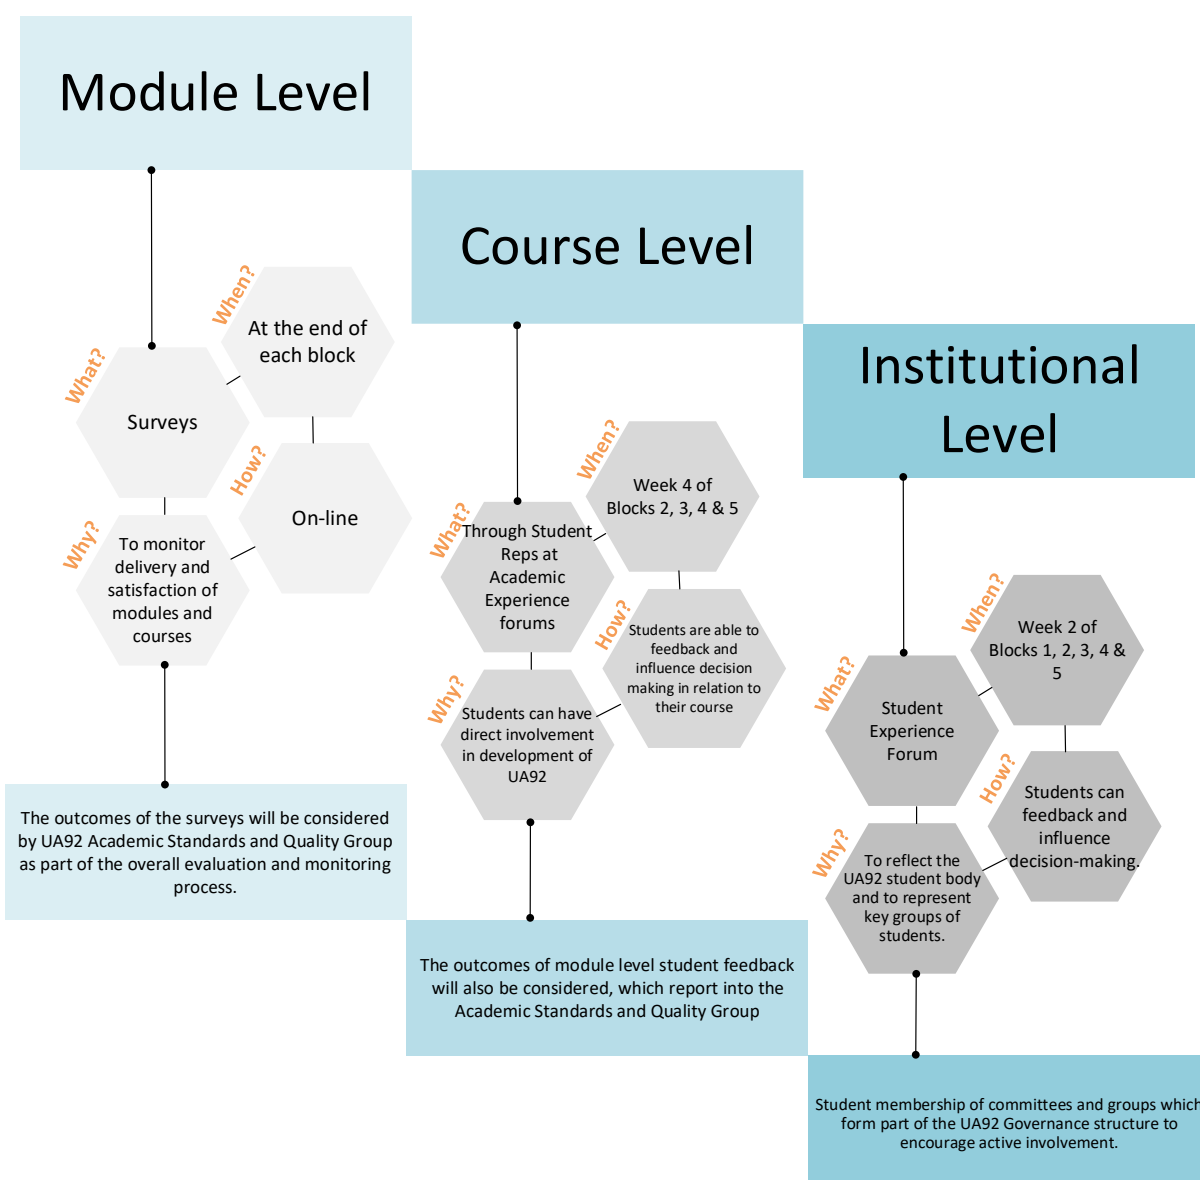 Module Level
When?
At the end of
each block
What?
Surveys
How?
On-line
Why?
To monitor
delivery and
satisfaction of
modules and
courses
The outcomes of the surveys will be considered
by UA92 Academic Standards and Quality Group
as part of the overall evaluation and monitoring
process.
Course Level
When?
Week 4 of
Blocks 2, 3, 4 & 5
What?
Through Student
Reps at
Academic
Experience
forums
How?
Students are able to
feedback and
influence decision
making in relation to
their course
Why?
Students can have
direct involvement
in development of
UA92
The outcomes of module level student feedback
will also be considered, which report into the
Academic Standards and Quality Group
Institutional
Level
When?
Week 2 of
Blocks 1, 2, 3, 4 &
5
What?
Student
Experience
Forum
How?
Students can
feedback and
influence
decision-making.
Why?
To reflect the
UA92 student body
and to represent
key groups of
students.
Student membership of committees and groups which
form part of the UA92 Governance structure to
encourage active involvement.